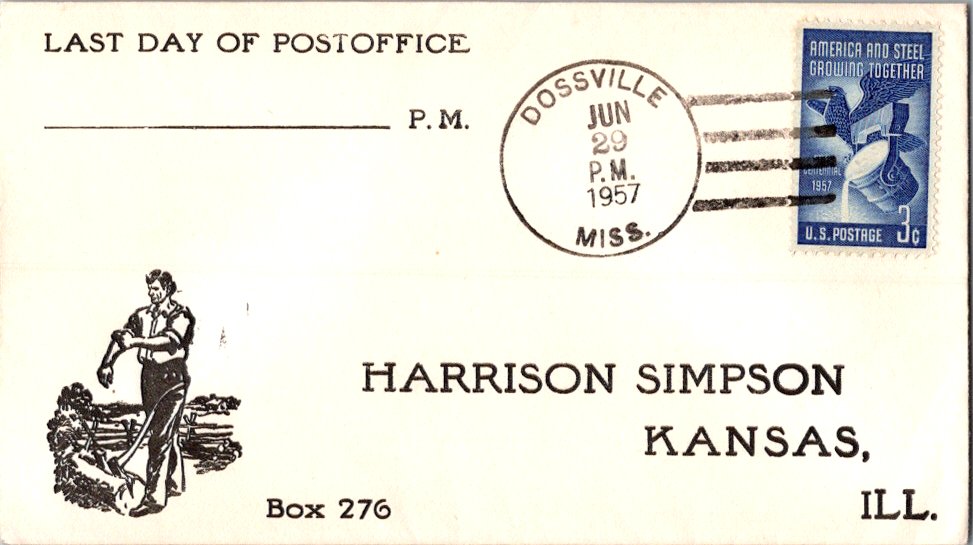 LAST DAY OF POSTOFFICE
P. M.
DOSSVILLE
JUN
29
P.M.
1957
MISS.
AMERICA AND STEEL
GROWING TOGETHER
CENTENNIAL
1957
U.S. POSTAGE 3¢
HARRISON SIMPSON
KANSAS,
ILL.
Box 276